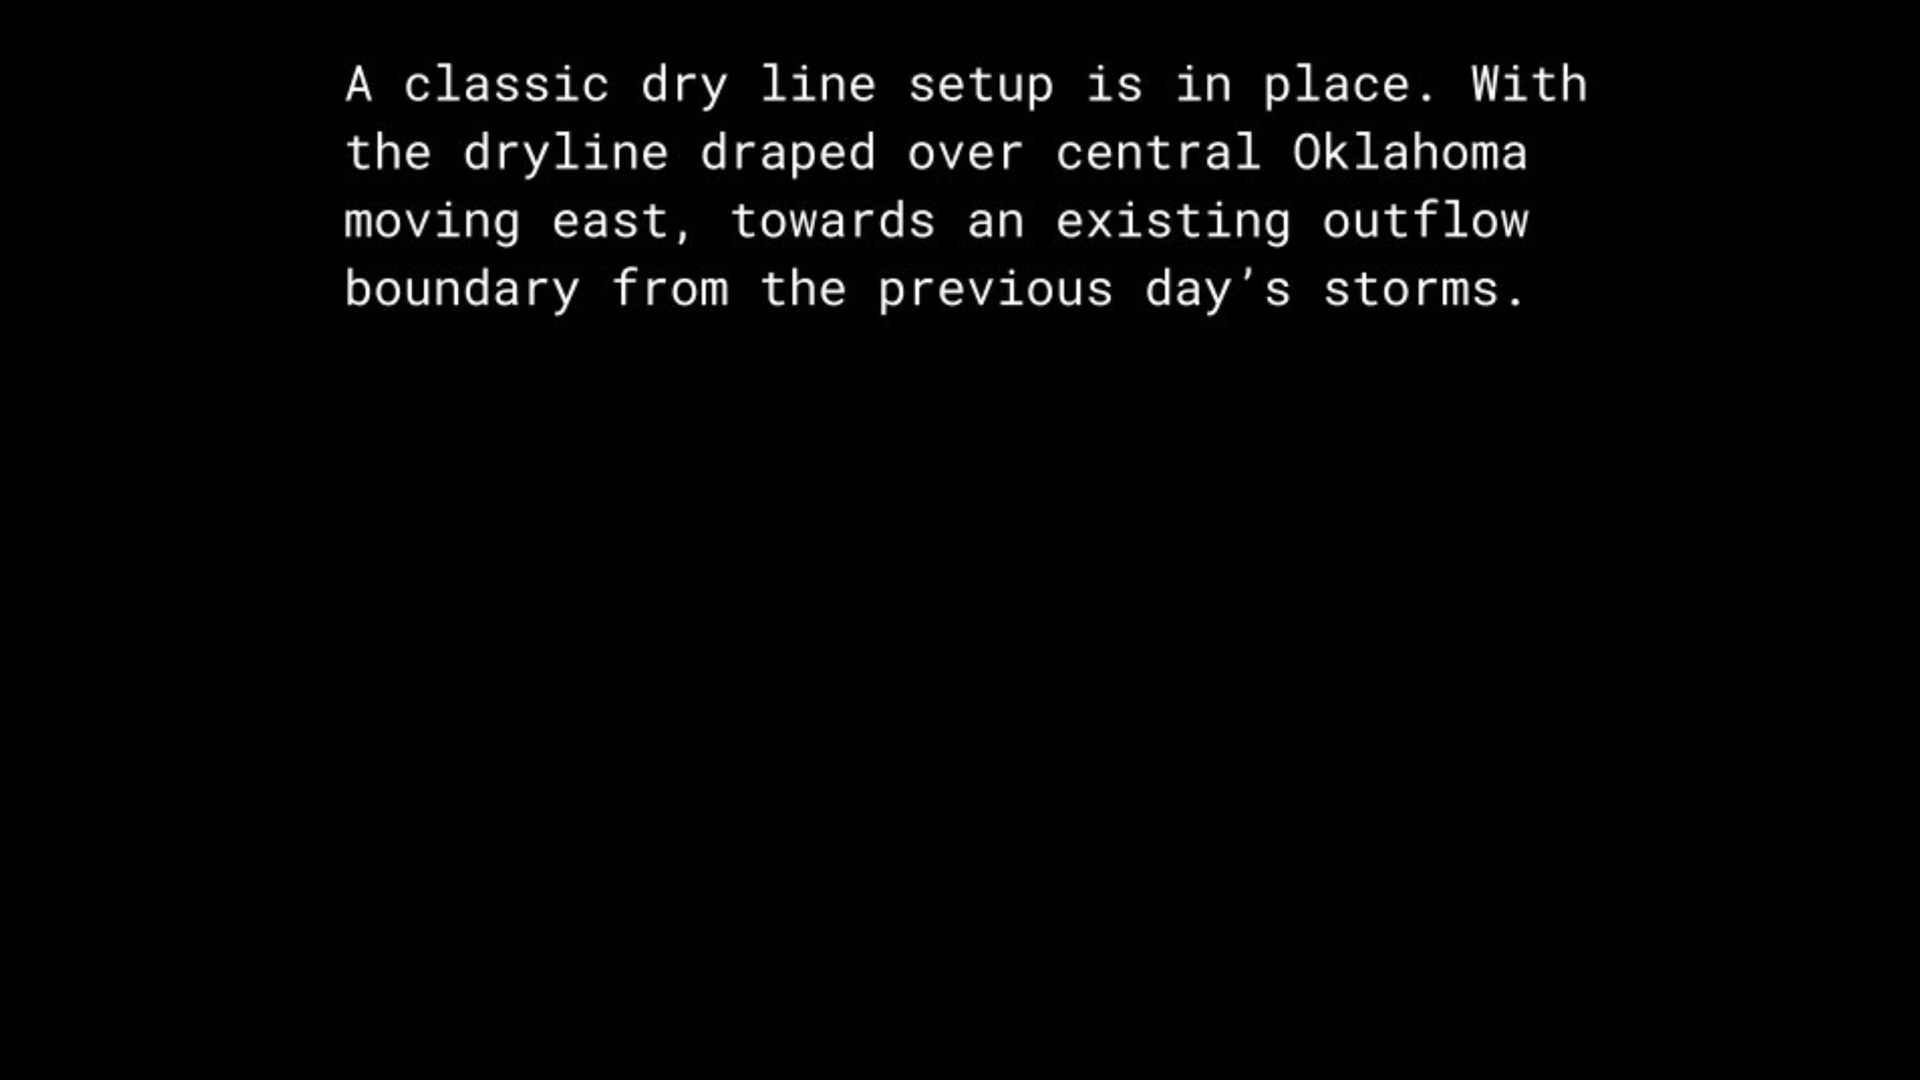 A classic dry line setup is in place. With
the dryline draped over central Oklahoma
moving east, towards an existing outflow
boundary from the previous day’s storms.